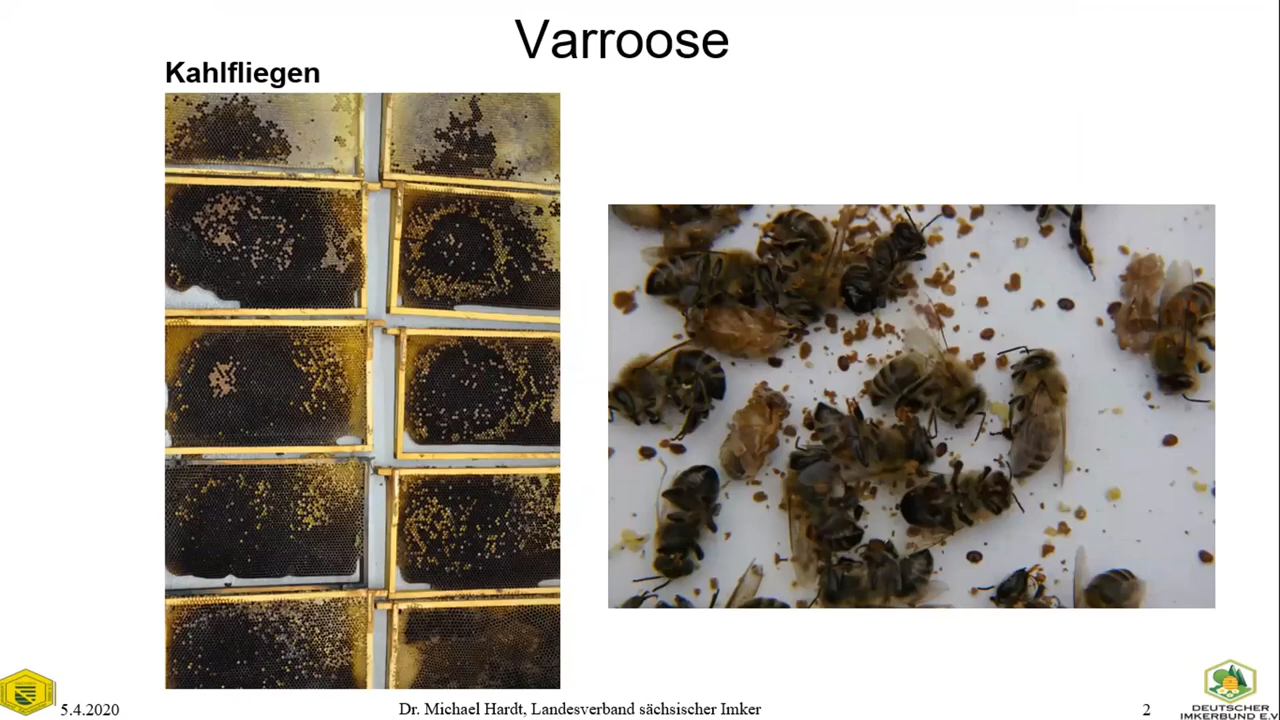 Varroose
Kahlfliegen
5.4.2020
Dr. Michael Hardt, Landesverband sächsischer Imker
2
DEUTSCHER
IMKERBUND E.V